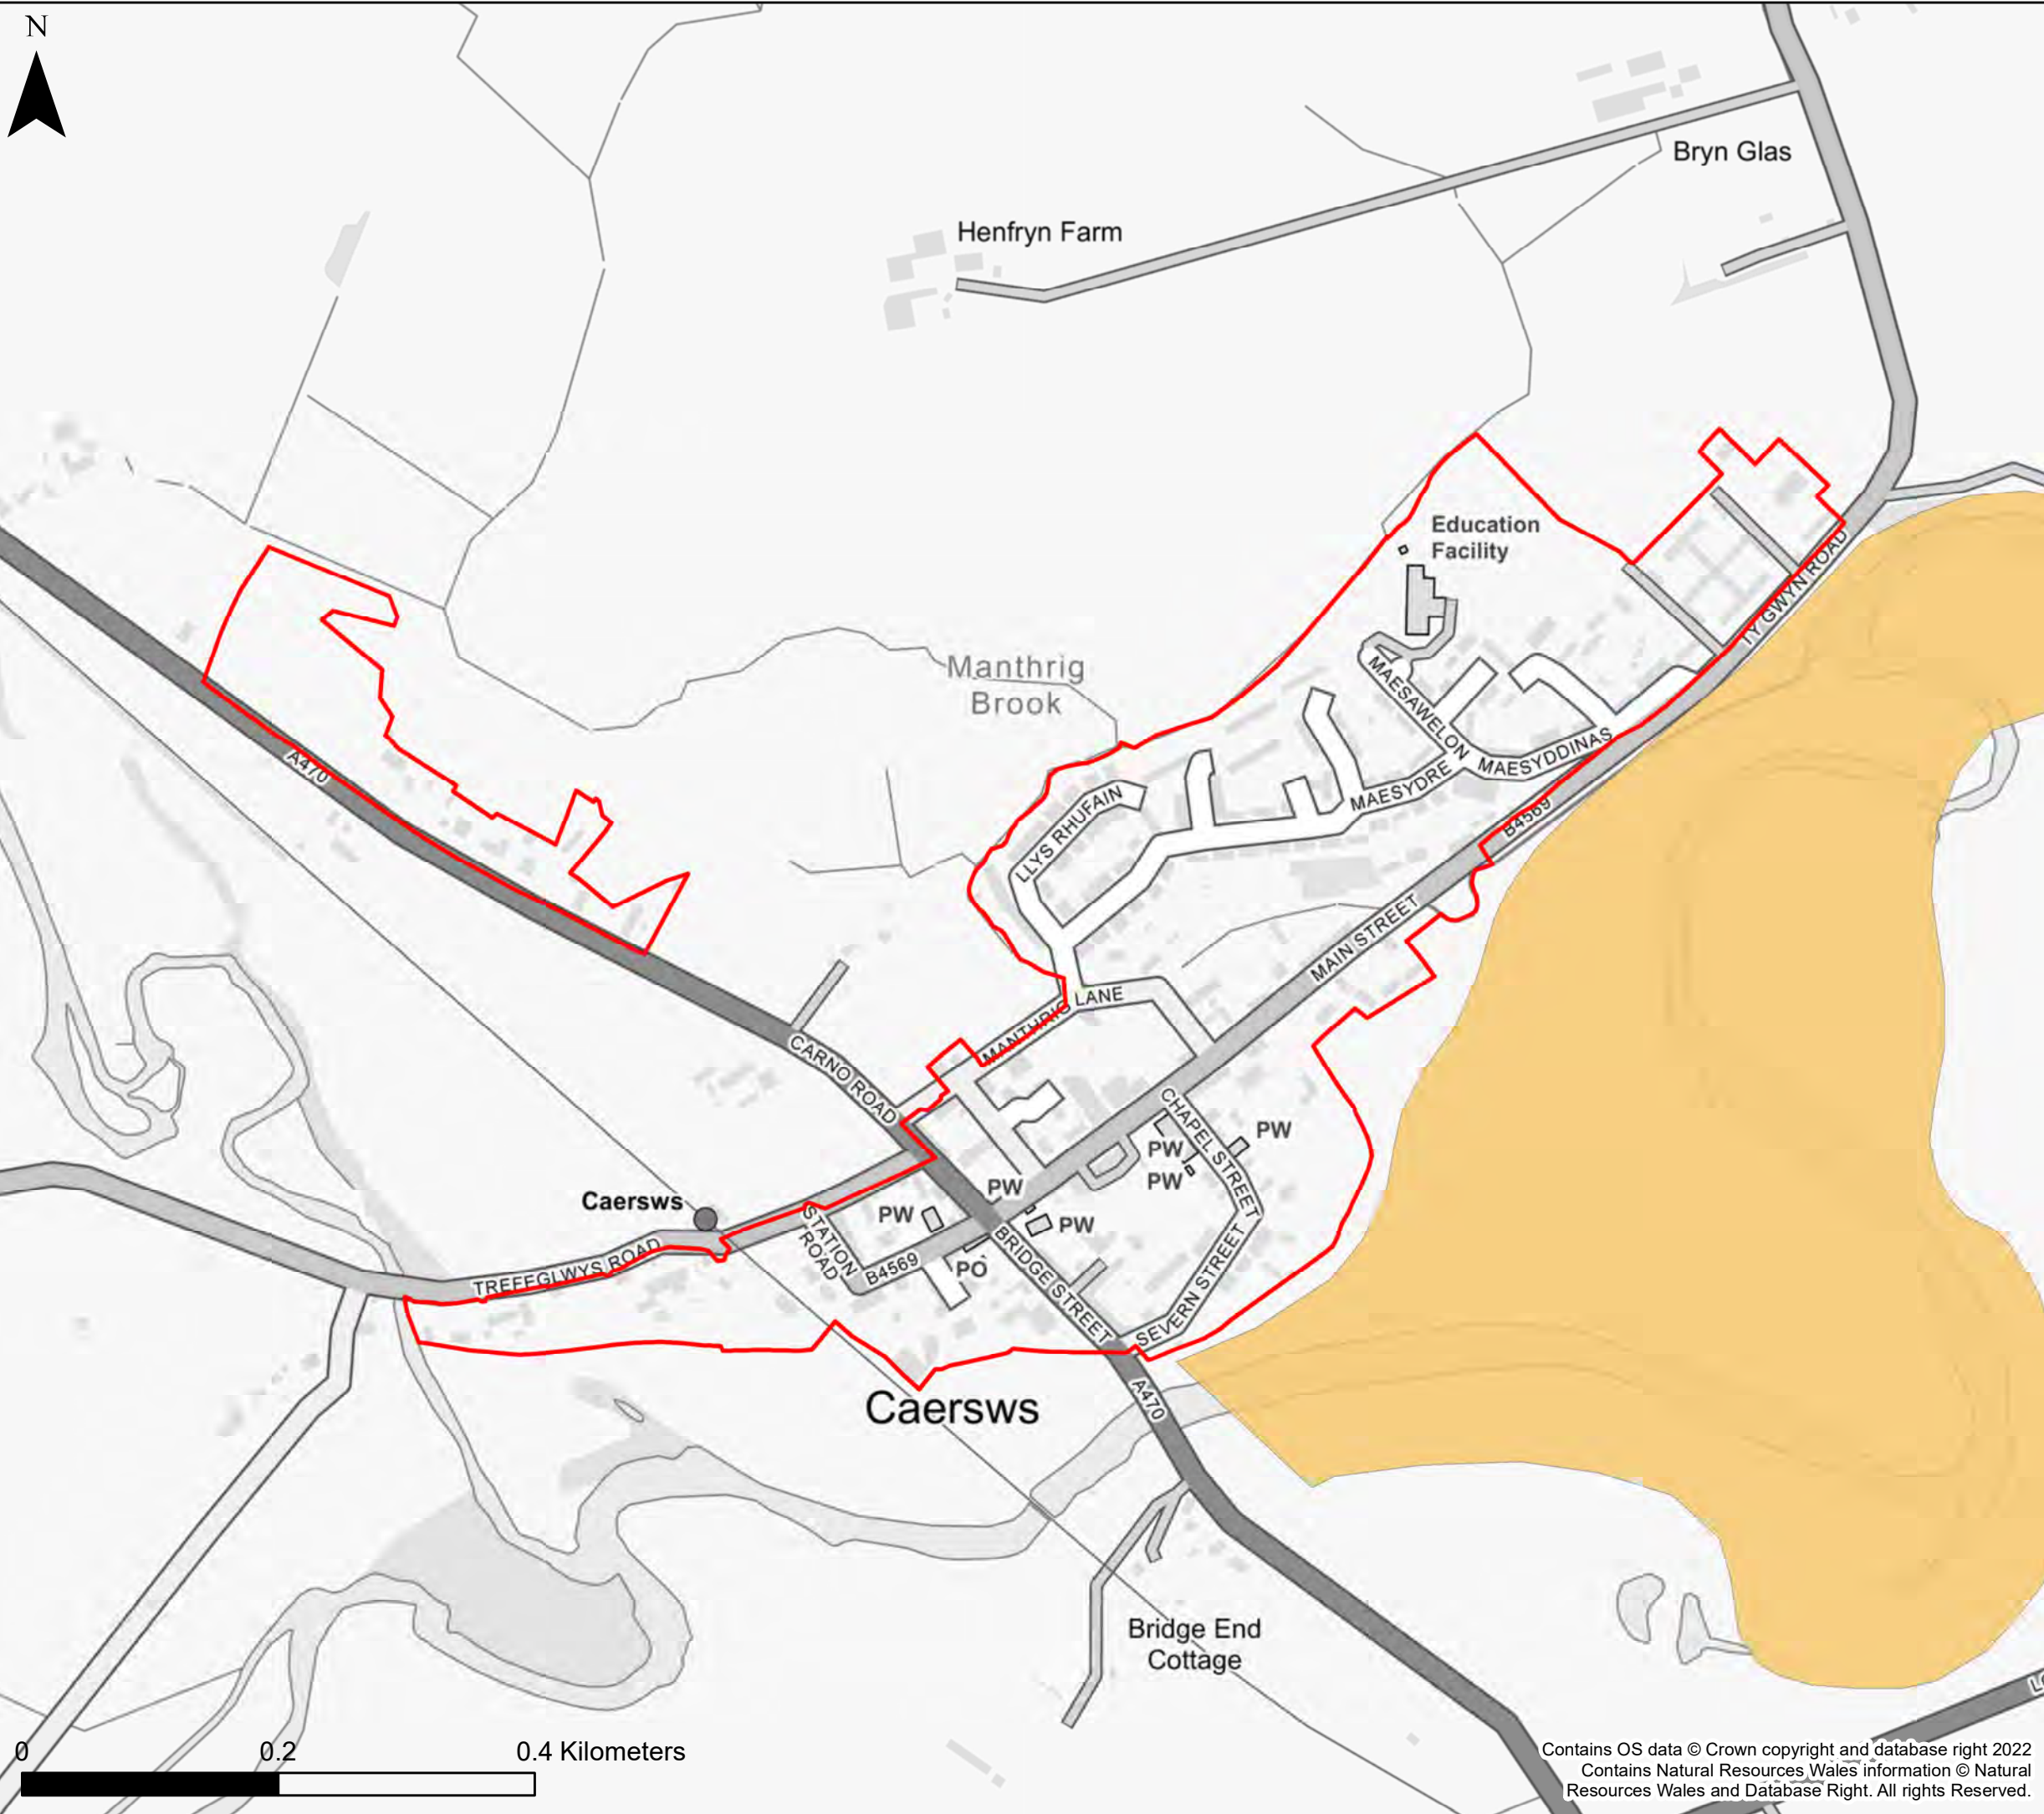 N
Bryn Glas
Henfryn Farm
Education
Facility
TY GWYN ROAD
Manthrig
Brook
MAESAWELON
MAESYDDINAS
MAESYDRE
A470
LLYS RHUFAIN
B4569
MAIN STREET
MANTHRIG LANE
CARNO ROAD
CHAPEL STREET
PW
PW
PW
PW
Caersws
PW
PW
STATION
ROAD
TREFEGLWYS ROAD
B4569
PO
BRIDGE STREET
SEVERN STREET
Caersws
A470
Bridge End
Cottage
0
0.2
0.4 Kilometers
Contains OS data © Crown copyright and database right 2022
Contains Natural Resources Wales information © Natural
Resources Wales and Database Right. All rights Reserved.